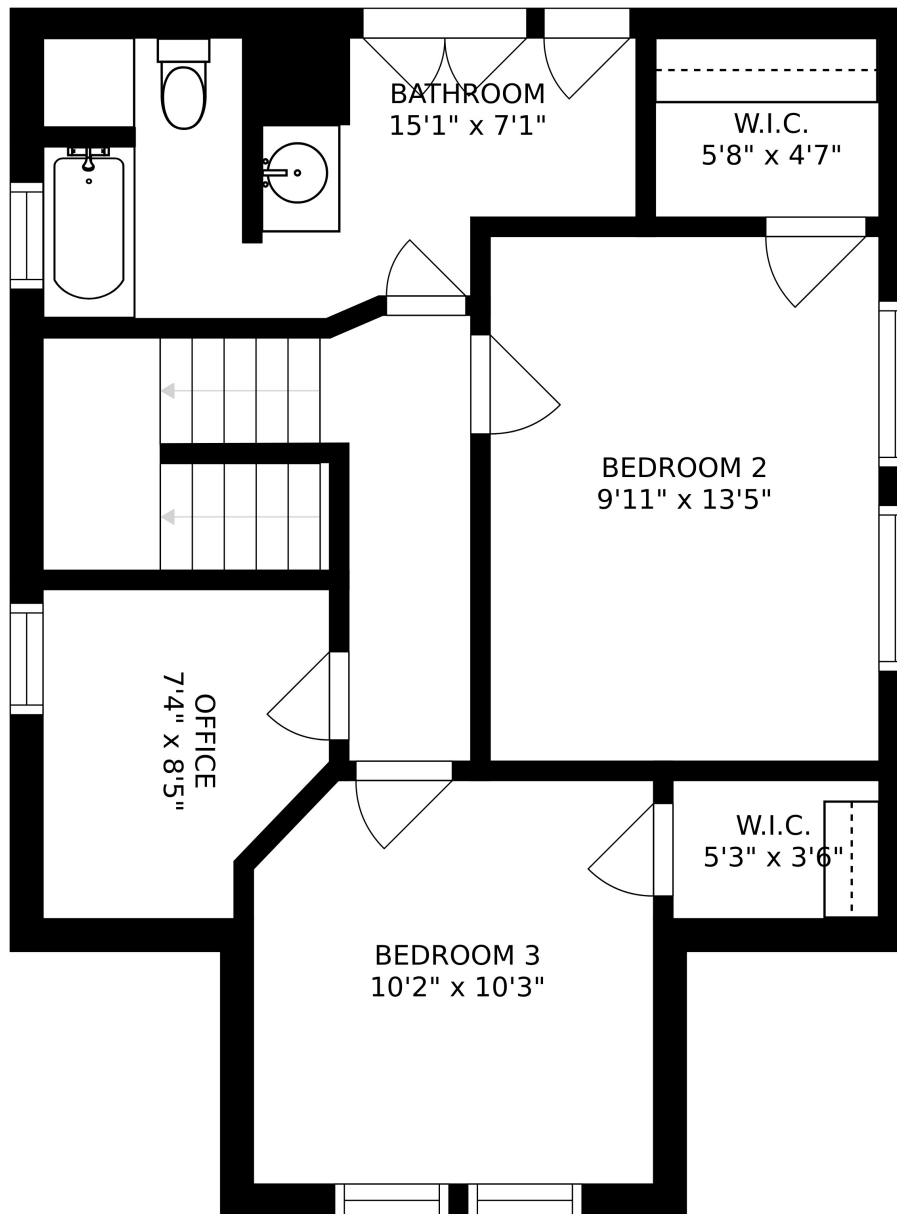 BATHROOM
15'1" x 7'1"
W.I.C.
5'8" x 4'7"
BEDROOM 2
9'11" x 13'5"
OFFICE
7'4" x 8'5"
W.I.C.
5'3" x 3'6"
BEDROOM 3
10'2" x 10'3"